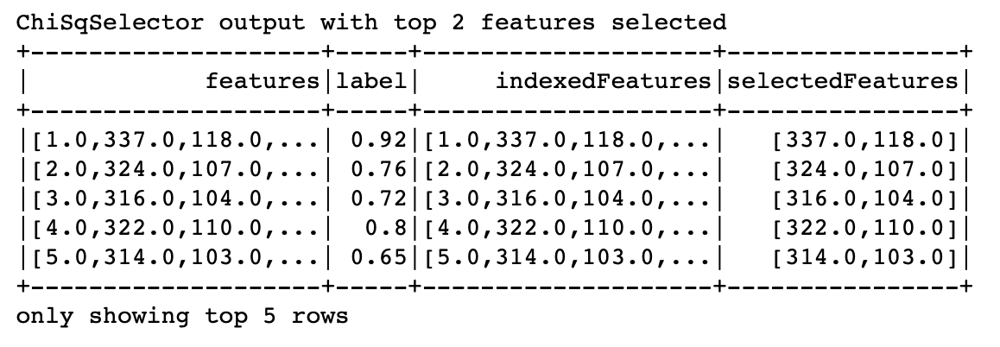 ChiSqSelector output with top 2 features selected
+--------------------+-----+--------------------+----------------+
|            features|label|     indexedFeatures|selectedFeatures|
+--------------------+-----+--------------------+----------------+
|[1.0,337.0,118.0,...| 0.92|[1.0,337.0,118.0,...|   [337.0,118.0]|
|[2.0,324.0,107.0,...| 0.76|[2.0,324.0,107.0,...|   [324.0,107.0]|
|[3.0,316.0,104.0,...| 0.72|[3.0,316.0,104.0,...|   [316.0,104.0]|
|[4.0,322.0,110.0,...|  0.8|[4.0,322.0,110.0,...|   [322.0,110.0]|
|[5.0,314.0,103.0,...| 0.65|[5.0,314.0,103.0,...|   [314.0,103.0]|
+--------------------+-----+--------------------+----------------+
only showing top 5 rows